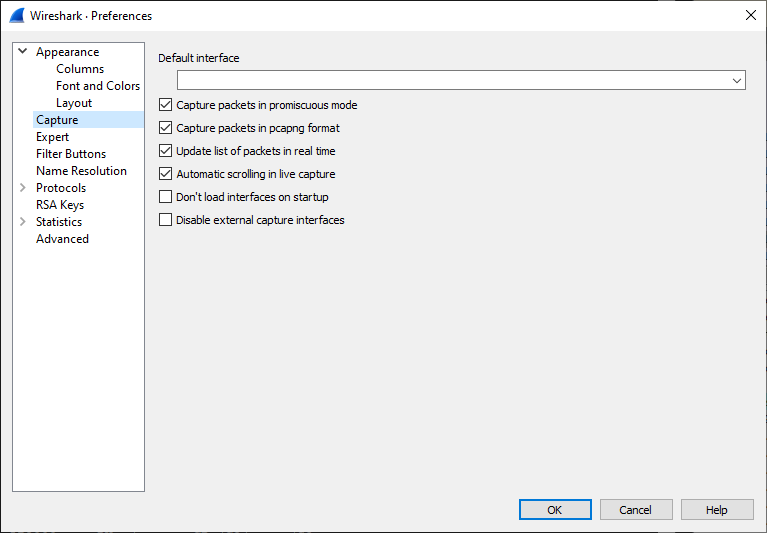 Wireshark · Preferences
Appearance
Columns
Font and Colors
Layout
Capture
Expert
Filter Buttons
Name Resolution
Protocols
RSA Keys
Statistics
Advanced
Default interface
Capture packets in promiscuous mode
Capture packets in pcapng format
Update list of packets in real time
Automatic scrolling in live capture
Don't load interfaces on startup
Disable external capture interfaces
OK
Cancel
Help